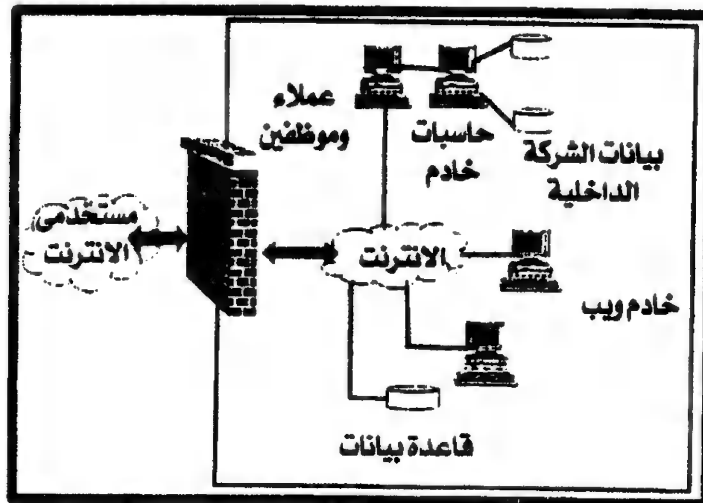 عملاء
وموظفين
حاسبات
خادم
بيانات الشركة
الداخلية
مستخدمى
الانترنت
الانترنت
خادم ويب
قاعدة بيانات